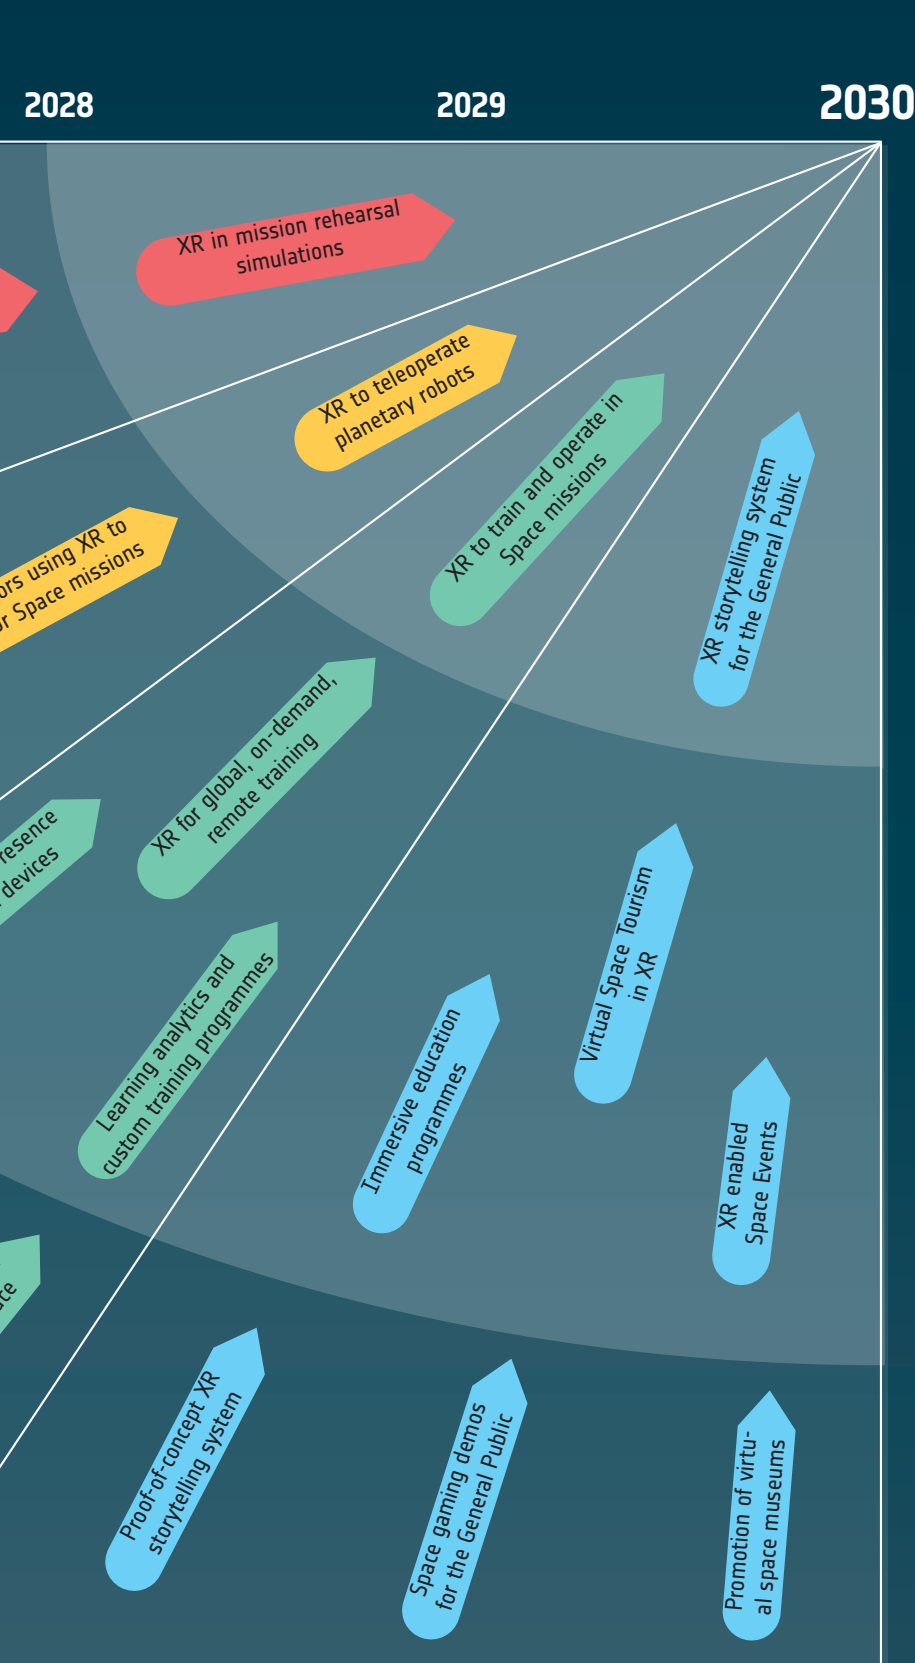 2028
2029
2030
XR in mission rehearsal
simulations
XR to teleoperate
planetary robots
XR to train and operate in
Space missions
XR storytelling system
for the General Public
ors using XR to
r Space missions
XR for global, on-demand,
remote training
resence
devices
Learning analytics and
custom training programmes
Immersive education
programmes
Virtual Space Tourism
in XR
XR enabled
Space Events
Proof-of-concept XR
storytelling system
Space gaming demos
for the General Public
Promotion of virtu-
al space museums